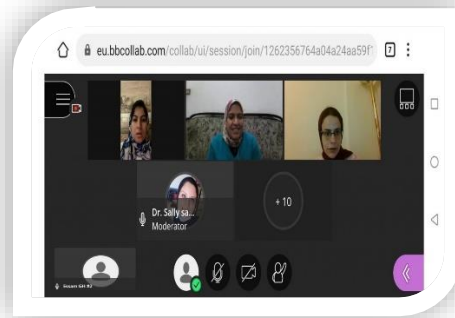 eu.bbcollab.com/collab/ui/session/join/1262356764a04a24aa59f
7
Dr. Sally sa...
Moderator
+ 10